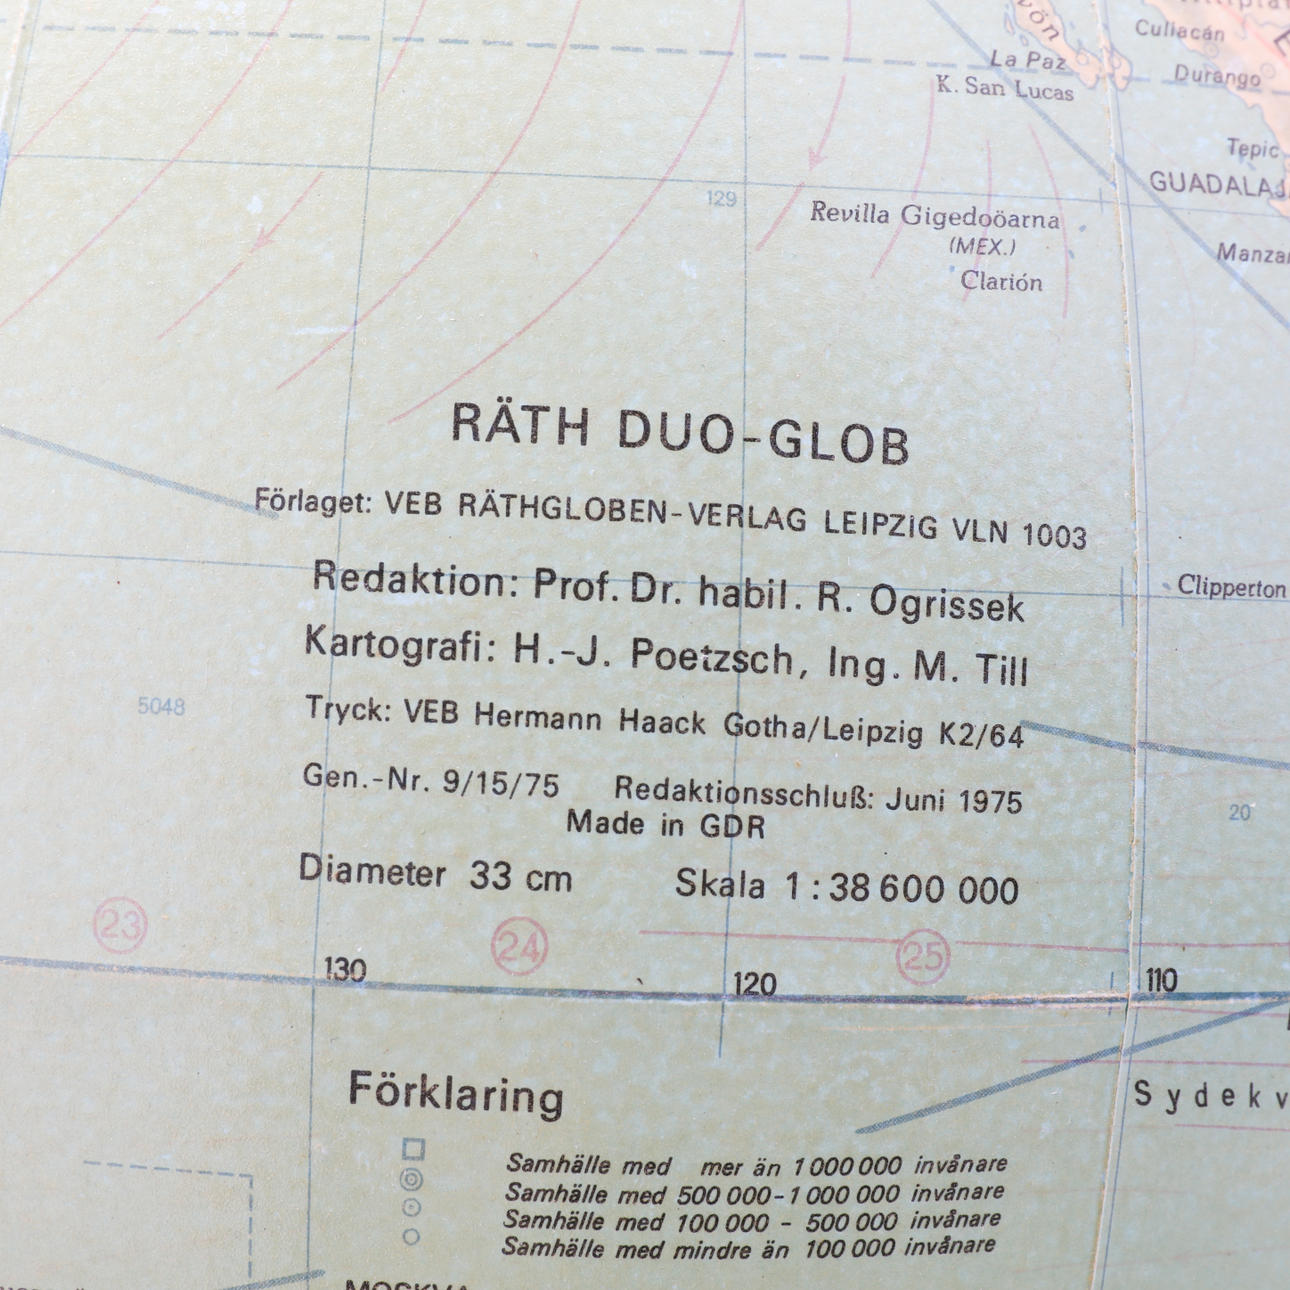 Culiacán
La Paz
K. San Lucas
Durango
Tepic
129
Revilla Gigedoöarna
(MEX.)
Clarión
RÄTH DUO-GLOB
Förlaget: VEB RÄTHGLOBEN-VERLAG LEIPZiG VLN 1003
Redaktion: Prof. Dr. habil. R. Ogrissek
Clipperton
Kartografi: H.-J. Poetzsch, Ing. M. Till
5048
Tryck: VEB Hermann Haack Gotha/Leipzig K2/64
Gen.-Nr. 9/15/75 Redaktionsschluß: Juni 1975
20
Made in GDR
Diameter 33 cm Skala 1 : 38 600 000
23 24 25
130 120 110
Förklaring
Samhälle med mer än 1 000 000 invånare
Samhälle med 500 000-1 000 000 invånare
Samhälle med 100 000 - 500 000 invånare
Samhälle med mindre än 100 000 invånare